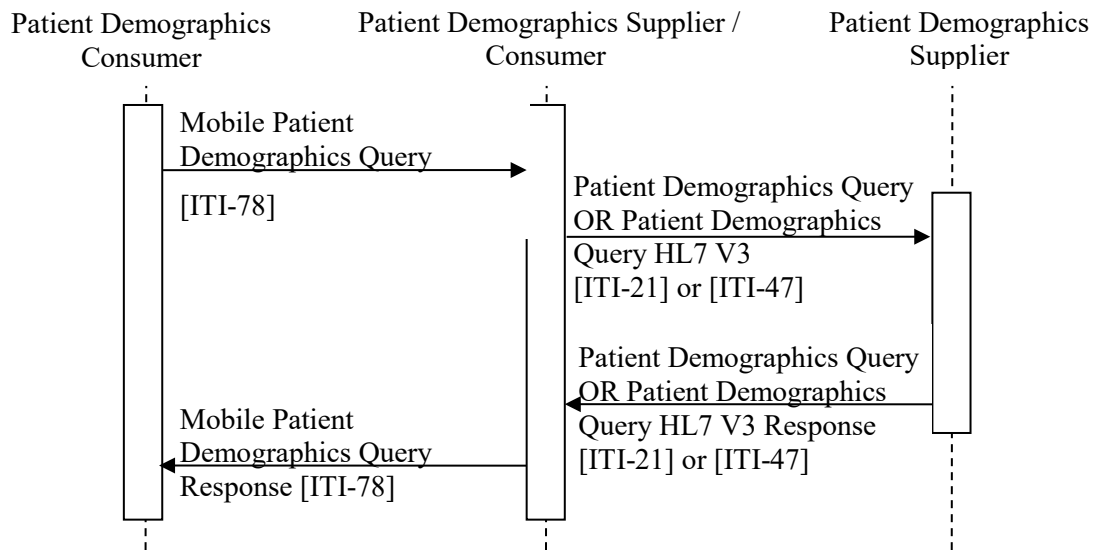 Patient Demographics
Consumer
Patient Demographics Supplier /
Consumer
Patient Demographics
Supplier
Mobile Patient
Demographics Query
[ITI-78]
Patient Demographics Query
OR Patient Demographics
Query HL7 V3
[ITI-21] or [ITI-47]
Patient Demographics Query
OR Patient Demographics
Query HL7 V3 Response
[ITI-21] or [ITI-47]
Mobile Patient
Demographics Query
Response [ITI-78]